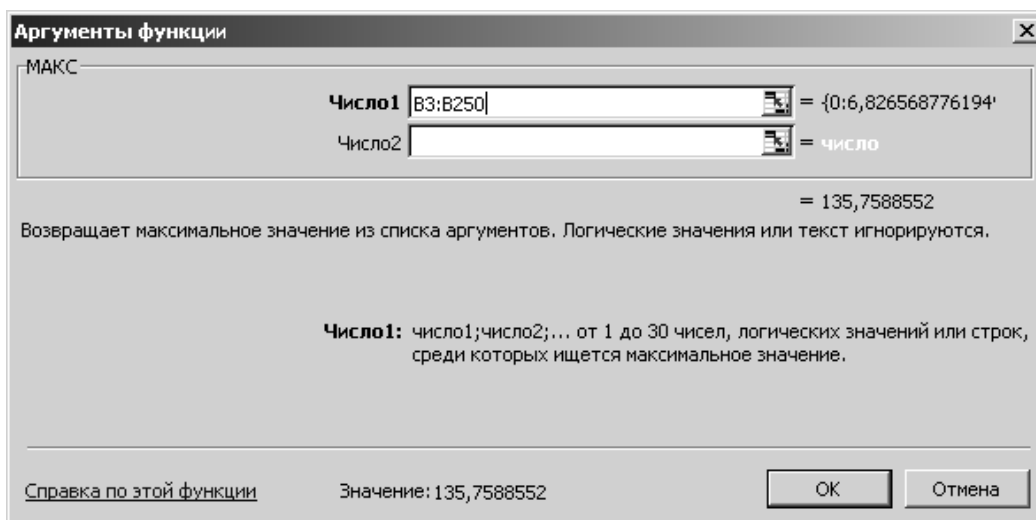 Аргументы функции
МАКС
Число1 B3:B250 = {0:6,826568776194
Число2 = число
= 135,7588552
Возвращает максимальное значение из списка аргументов. Логические значения или текст игнорируются.
Число1: число1;число2;... от 1 до 30 чисел, логических значений или строк,
среди которых ищется максимальное значение.
Справка по этой функции Значение: 135,7588552 ОК Отмена